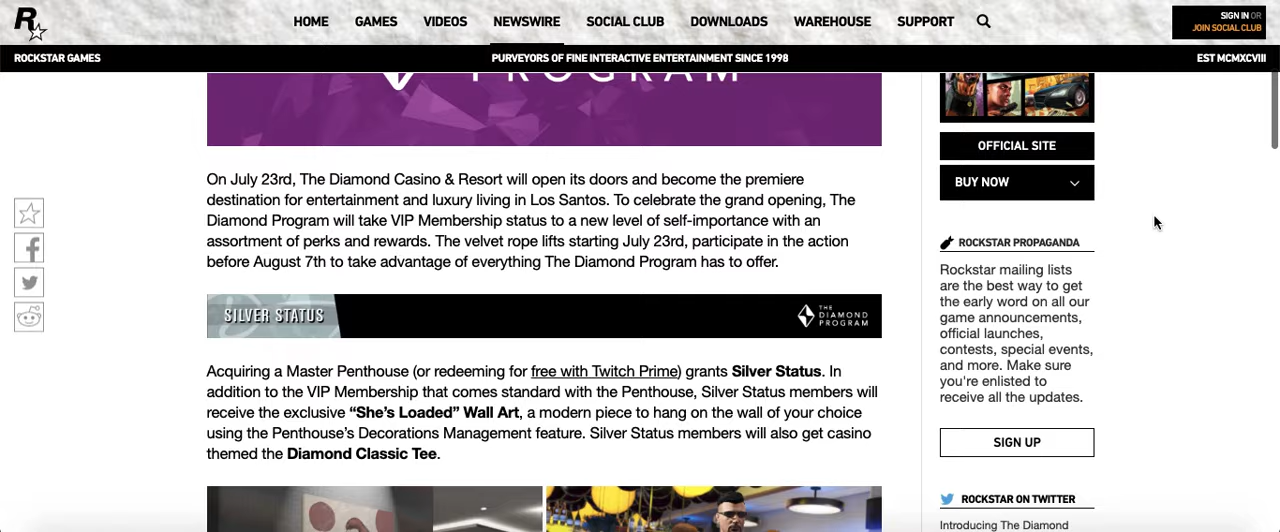 R
HOME GAMES VIDEOS NEWSWIRE SOCIAL CLUB DOWNLOADS WAREHOUSE SUPPORT
SIGN IN OR
JOIN SOCIAL CLUB
ROCKSTAR GAMES PURVEYORS OF FINE INTERACTIVE ENTERTAINMENT SINCE 1998 EST MCMXCVIII
PROGRAM
On July 23rd, The Diamond Casino & Resort will open its doors and become the premiere
destination for entertainment and luxury living in Los Santos. To celebrate the grand opening, The
Diamond Program will take VIP Membership status to a new level of self-importance with an
assortment of perks and rewards. The velvet rope lifts starting July 23rd, participate in the action
before August 7th to take advantage of everything The Diamond Program has to offer.
SILVER STATUS
THE
DIAMOND
PROGRAM
Acquiring a Master Penthouse (or redeeming for free with Twitch Prime) grants Silver Status. In
addition to the VIP Membership that comes standard with the Penthouse, Silver Status members will
receive the exclusive “She’s Loaded” Wall Art, a modern piece to hang on the wall of your choice
using the Penthouse’s Decorations Management feature. Silver Status members will also get casino
themed the Diamond Classic Tee.
OFFICIAL SITE
BUY NOW
ROCKSTAR PROPAGANDA
Rockstar mailing lists
are the best way to get
the early word on all our
game announcements,
official launches,
contests, special events,
and more. Make sure
you're enlisted to
receive all the updates.
SIGN UP
ROCKSTAR ON TWITTER
Introducing The Diamond